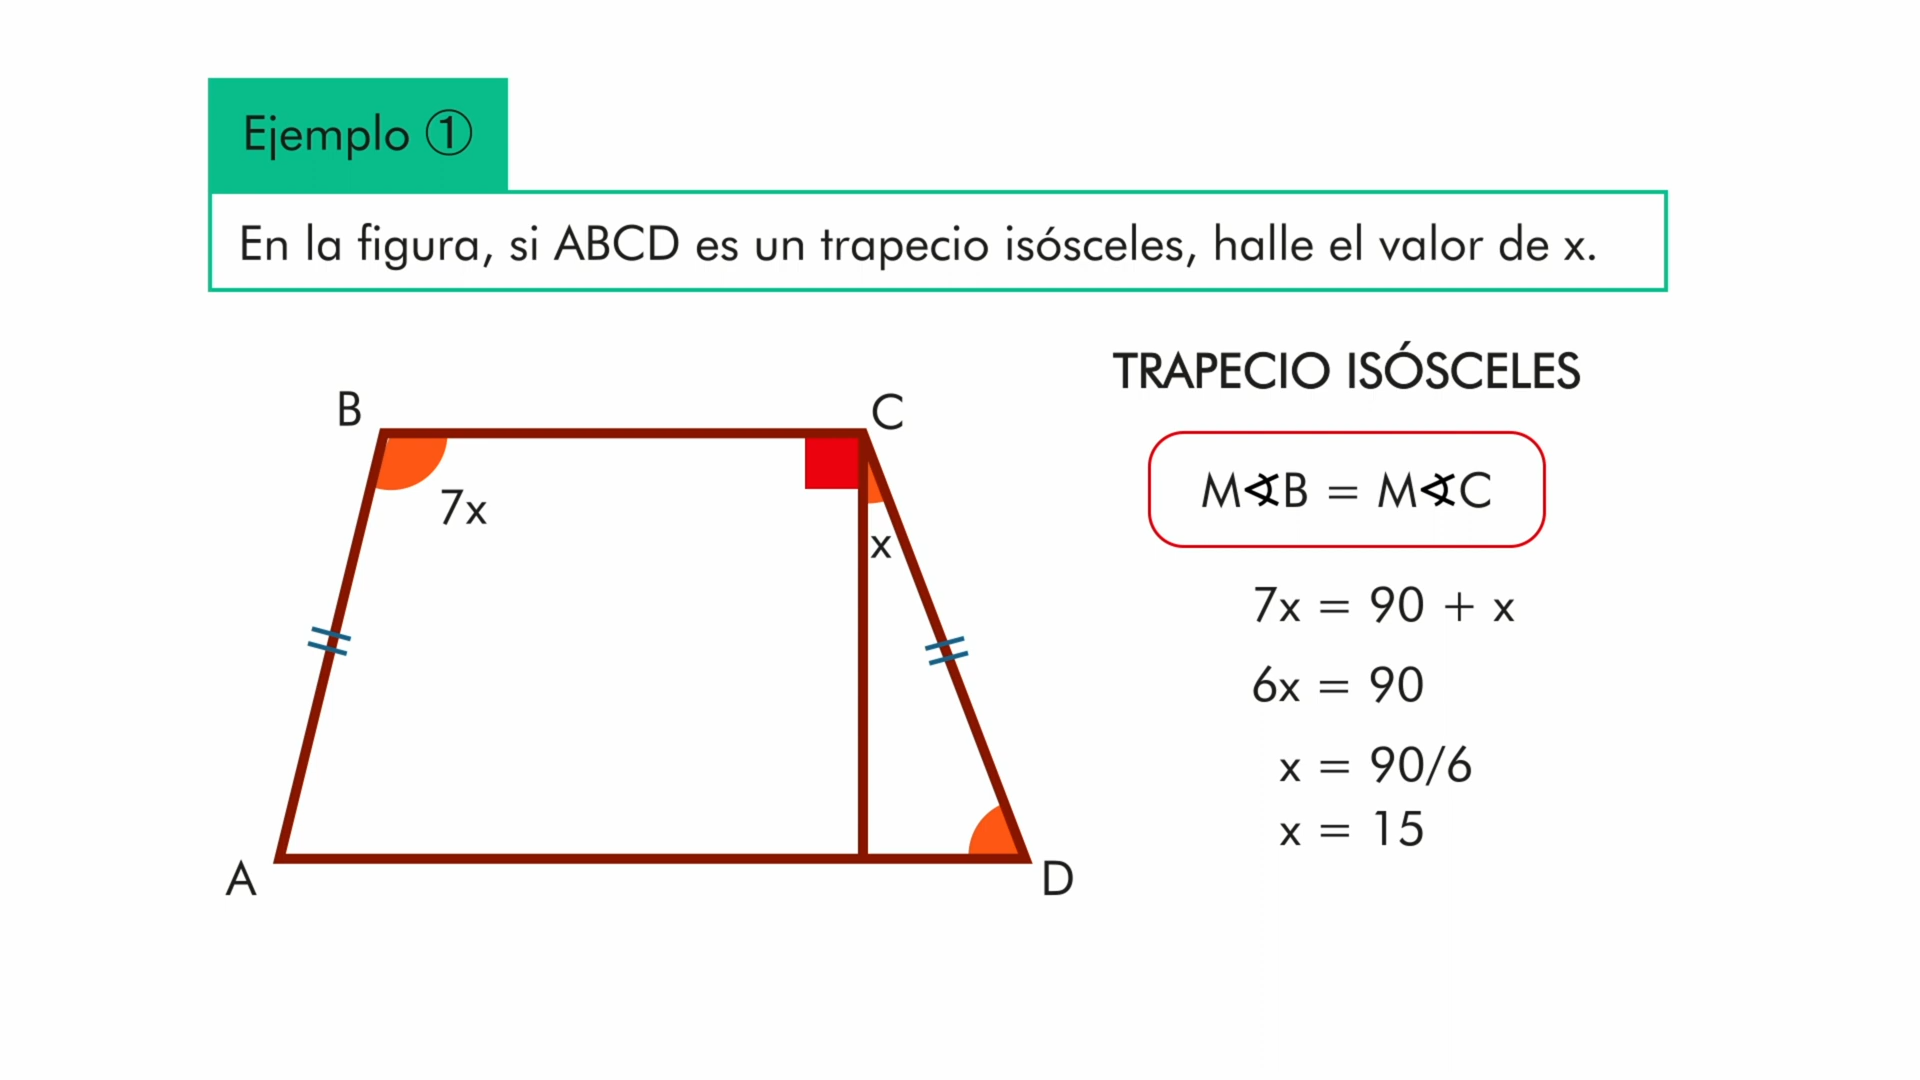 Ejemplo ①
En la figura, si ABCD es un trapecio isósceles, halle el valor de x.
TRAPECIO ISÓSCELES
B
C
7x
x
A
D
M∢B = M∢C
7x = 90 + x
6x = 90
x = 90/6
x = 15